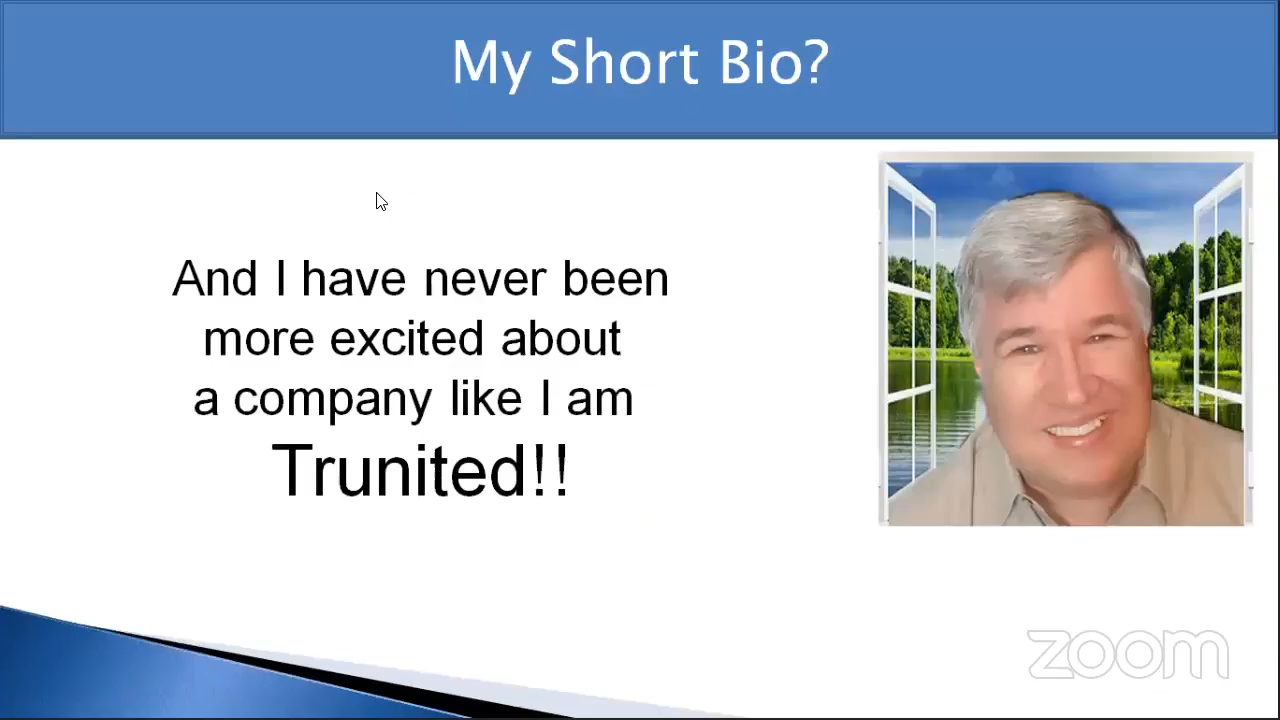 My Short Bio?
And I have never been
more excited about
a company like I am
Trunited!!
zoom